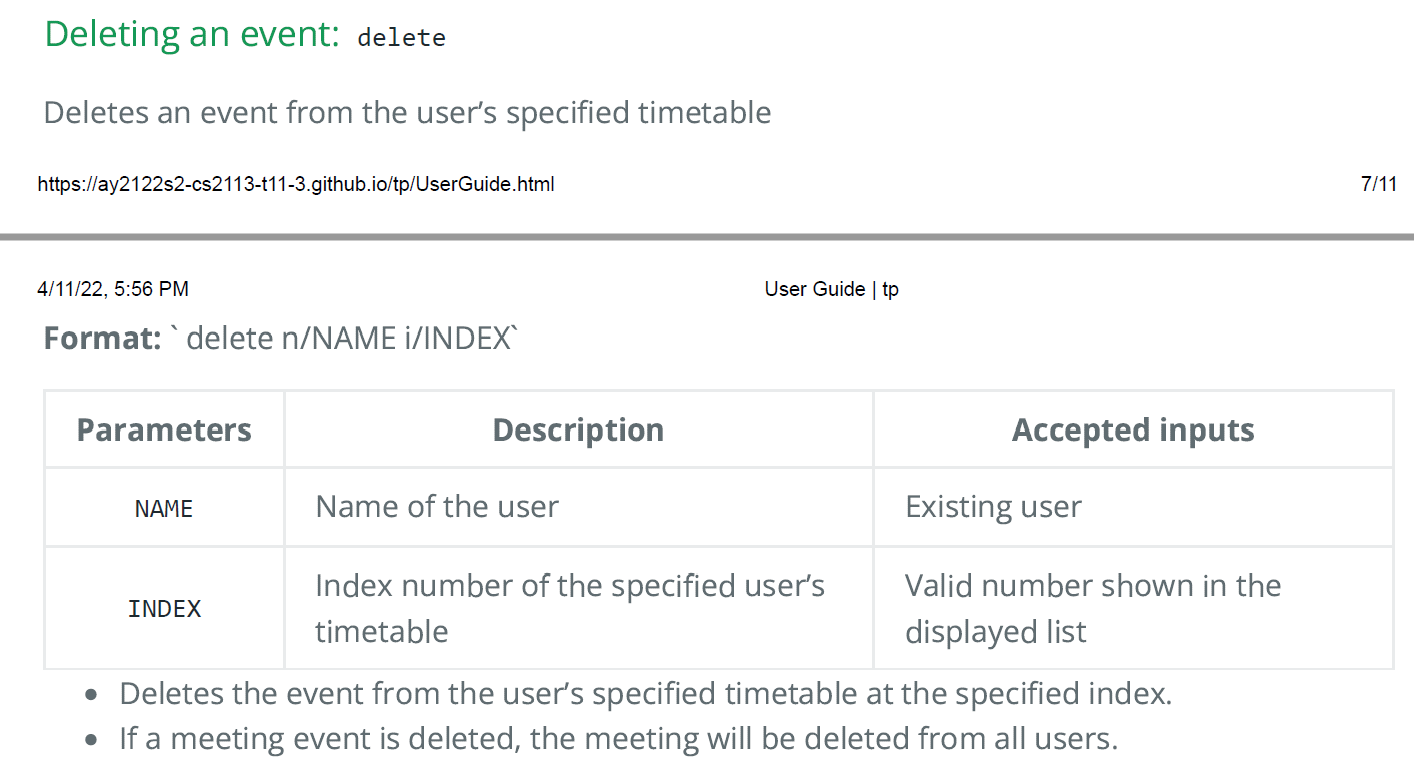 Deleting an event: delete
Deletes an event from the user’s specified timetable
https://ay2122s2-cs2113-t11-3.github.io/tp/UserGuide.html 7/11
4/11/22, 5:56 PM User Guide | tp
Format: ` delete n/NAME i/INDEX`
Parameters Description Accepted inputs
NAME Name of the user Existing user
INDEX Index number of the specified user’s timetable Valid number shown in the displayed list
• Deletes the event from the user’s specified timetable at the specified index.
• If a meeting event is deleted, the meeting will be deleted from all users.